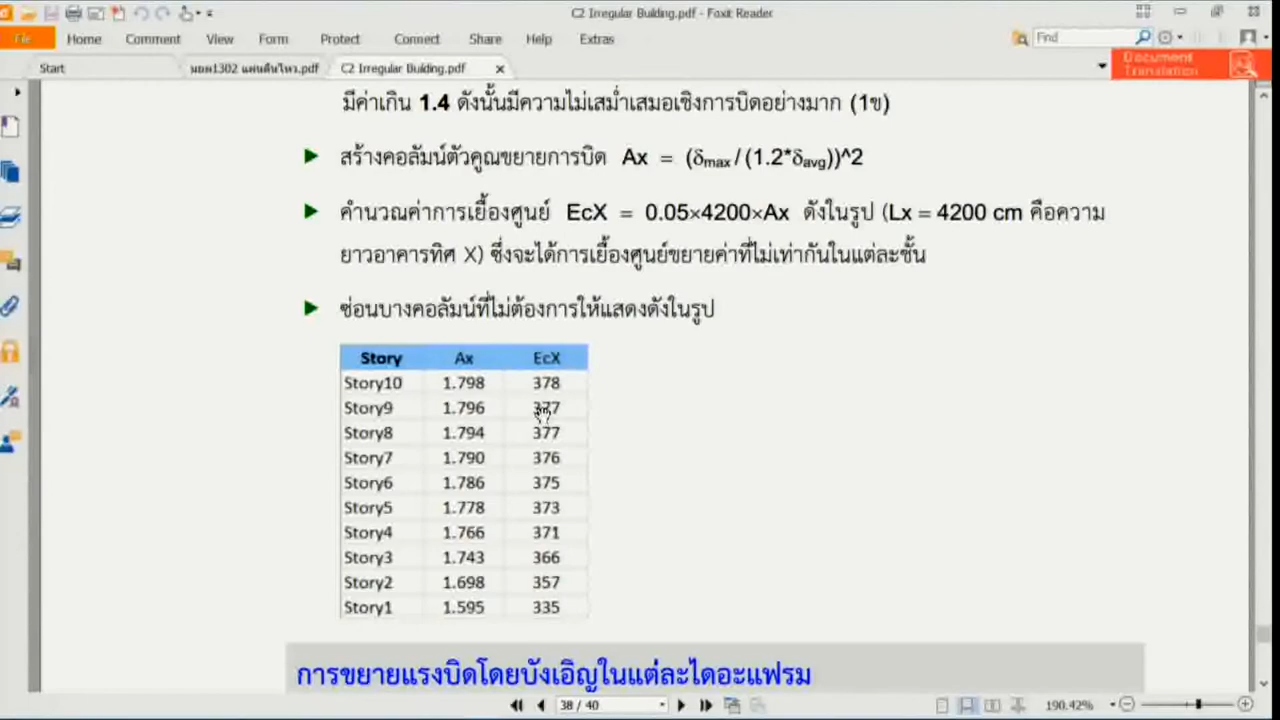 C2 Irregular Building.pdf - Foxit Reader
File Home Comment View Form Protect Connect Share Help Extras
Find
Start มยผ1302 แผ่นดินไหว.pdf C2 Irregular Building.pdf
Document Translation
มีค่าเกิน 1.4 ดังนั้นมีความไม่เสม่ำเสมอเชิงการบิดอย่างมาก (1ข)
สร้างคอลัมน์ตัวคูณขยายการบิด Ax = (δmax/(1.2*δavg))^2
คำนวณค่าการเยื้องศูนย์ EcX = 0.05×4200×Ax ดังในรูป (Lx = 4200 cm คือความ
ยาวอาคารทิศ X) ซึ่งจะได้การเยื้องศูนย์ขยายค่าที่ไม่เท่ากันในแต่ละชั้น
ซ่อนบางคอลัมน์ที่ไม่ต้องการให้แสดงดังในรูป
Story Ax EcX
Story10 1.798 378
Story9 1.796 377
Story8 1.794 377
Story7 1.790 376
Story6 1.786 375
Story5 1.778 373
Story4 1.766 371
Story3 1.743 366
Story2 1.698 357
Story1 1.595 335
การขยายแรงบิดโดยบังเอิญในแต่ละไดอะแฟรม
38 / 40
190.42%